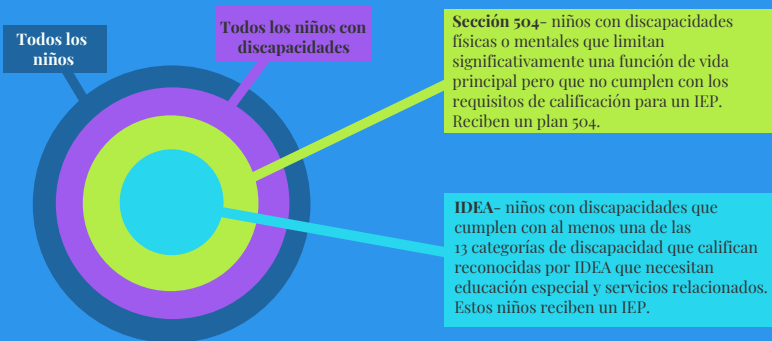 Todos los
niños
Todos los niños con
discapacidades
Sección 504- niños con discapacidades
físicas o mentales que limitan
significativamente una función de vida
principal pero que no cumplen con los
requisitos de calificación para un IEP.
Reciben un plan 504.
IDEA- niños con discapacidades que
cumplen con al menos una de las
13 categorías de discapacidad que califican
reconocidas por IDEA que necesitan
educación especial y servicios relacionados.
Estos niños reciben un IEP.